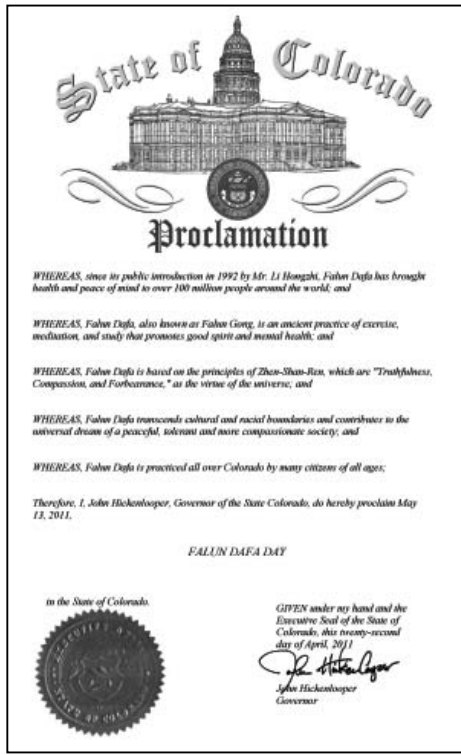 State of Colorado
Proclamation
WHEREAS, since its public introduction in 1992 by Mr. Li Hongzhi, Falun Dafa has brought
health and peace of mind to over 100 million people around the world; and
WHEREAS, Falun Dafa, also known as Falun Gong, is an ancient practice of exercise,
meditation, and study that promotes good spirit and mental health; and
WHEREAS, Falun Dafa is based on the principles of Zhen-Shan-Ren, which are "Truthfulness,
Compassion, and Forbearance," as the virtue of the universe; and
WHEREAS, Falun Dafa transcends cultural and racial boundaries and contributes to the
universal dream of a peaceful, tolerant and more compassionate society; and
WHEREAS, Falun Dafa is practiced all over Colorado by many citizens of all ages;
Therefore, I, John Hickenlooper, Governor of the State Colorado, do hereby proclaim May
13, 2011,
FALUN DAFA DAY
in the State of Colorado.
GIVEN under my hand and the
Executive Seal of the State of
Colorado, this twenty-second
day of April, 2011
John Hickenlooper
John Hickenlooper
Governor